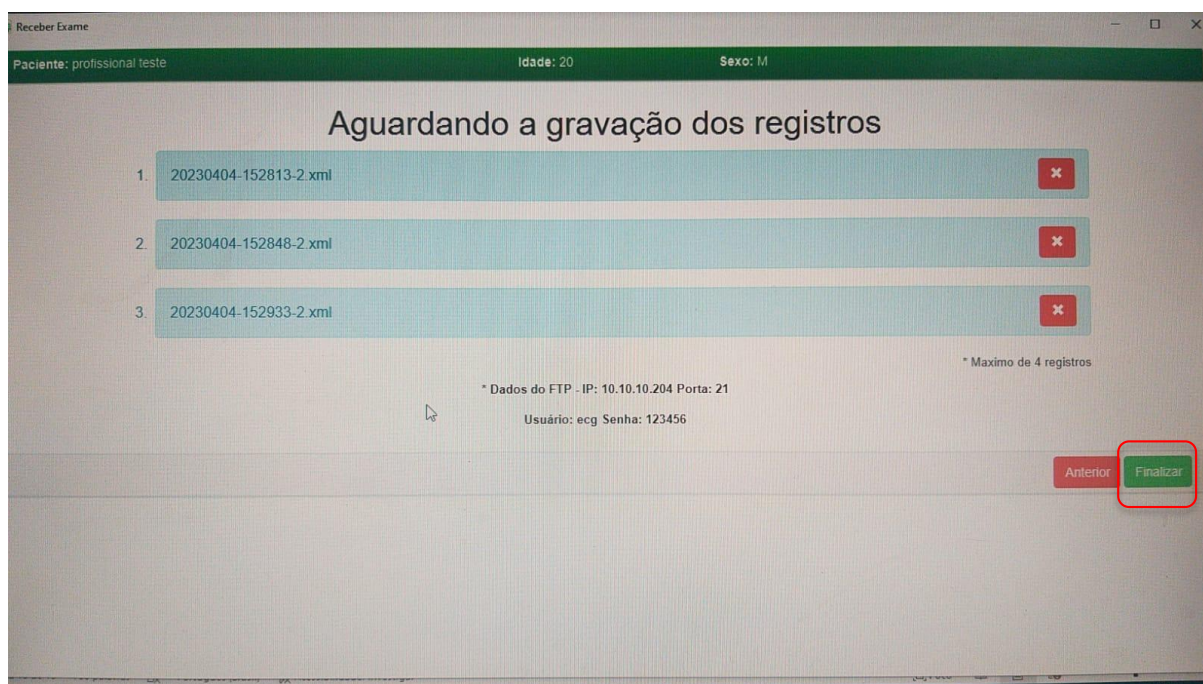 Receber Exame
Paciente: profissional teste Idade: 20 Sexo: M
Aguardando a gravação dos registros
1. 20230404-152813-2.xml
2. 20230404-152848-2.xml
3. 20230404-152933-2.xml
* Maximo de 4 registros
* Dados do FTP - IP: 10.10.10.204 Porta: 21
Usuário: ecg Senha: 123456
Anterior Finalizar